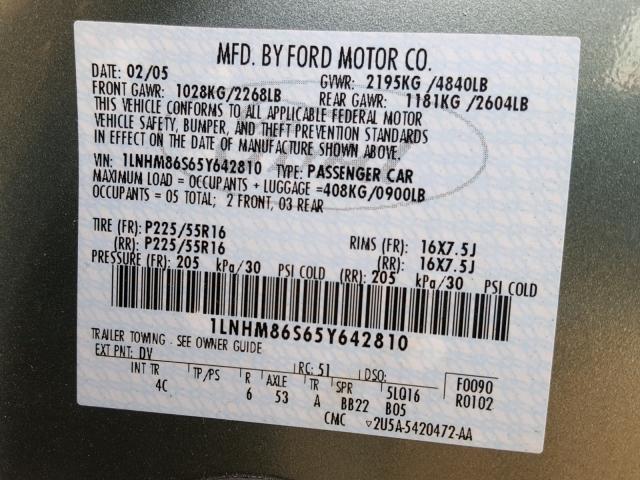 MFD. BY FORD MOTOR CO.
DATE: 02/05 GVWR: 2195KG /4840LB
FRONT GAWR: 1028KG/2268LB REAR GAWR: 1181KG /2604LB
THIS VEHICLE CONFORMS TO ALL APPLICABLE FEDERAL MOTOR
VEHICLE SAFETY, BUMPER, AND THEFT PREVENTION STANDARDS
IN EFFECT ON THE DATE OF MANUFACTURE SHOWN ABOVE.
VIN: 1LNHM86S65Y642810 TYPE: PASSENGER CAR
MAXIMUM LOAD = OCCUPANTS + LUGGAGE =408KG/0900LB
OCCUPANTS = 05 TOTAL; 2 FRONT, 03 REAR
TIRE (FR): P225/55R16 RIMS (FR): 16X7.5J
(RR): P225/55R16 (RR): 16X7.5J
PRESSURE (FR): 205 kPa/30 PSI COLD (RR): 205 kPa/30 PSI COLD
1LNHM86S65Y642810
TRAILER TOWING - SEE OWNER GUIDE
EXT PNT: DV RC: 51 DSO: F0090
INT TR TP/PS R AXLE TR SPR 5LQ16 R0102
4C 6 53 A BB22 B05
CMC ▽2U5A-5420472-AA